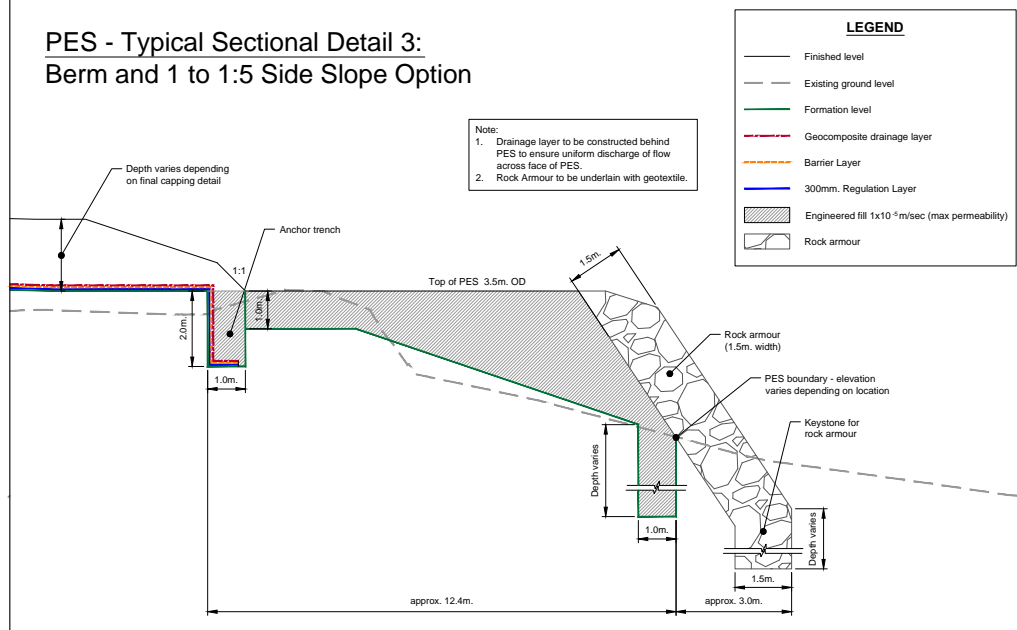 PES - Typical Sectional Detail 3:
Berm and 1 to 1:5 Side Slope Option
LEGEND
Finished level
Existing ground level
Formation level
Geocomposite drainage layer
Barrier Layer
300mm. Regulation Layer
Engineered fill 1x10⁻⁵m/sec (max permeability)
Rock armour
Note:
1. Drainage layer to be constructed behind
PES to ensure uniform discharge of flow
across face of PES.
2. Rock Armour to be underlain with geotextile.
Depth varies depending
on final capping detail
Anchor trench
1:1
Top of PES 3.5m. OD
1.5m.
2.0m.
1.0m.
1.0m.
Rock armour
(1.5m. width)
PES boundary - elevation
varies depending on location
Keystone for
rock armour
Depth varies
1.0m.
Depth varies
1.5m.
approx. 12.4m.
approx. 3.0m.